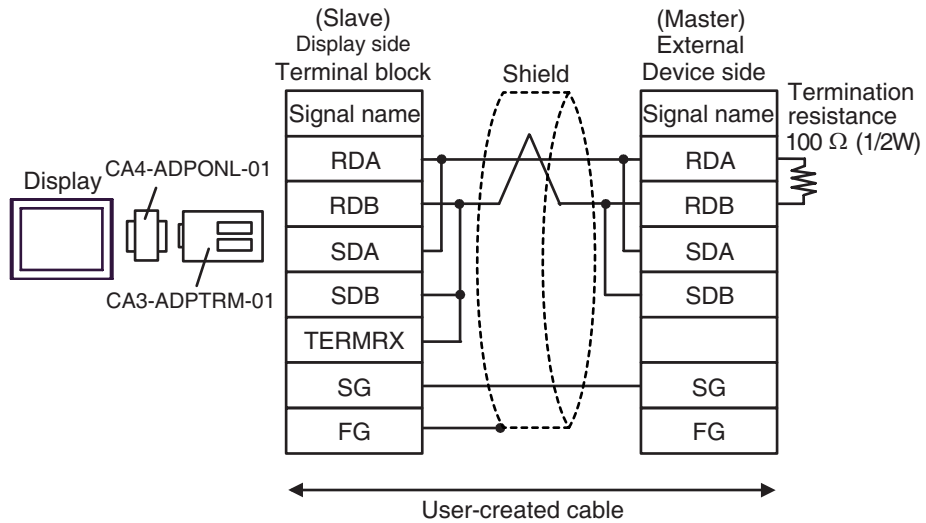 (Slave)
Display side
Terminal block
Shield
(Master)
External
Device side
Termination
resistance
100 Ω (1/2W)
Display
CA4-ADPONL-01
CA3-ADPTRM-01
Signal name
RDA
RDB
SDA
SDB
TERMRX
SG
FG
Signal name
RDA
RDB
SDA
SDB
SG
FG
User-created cable